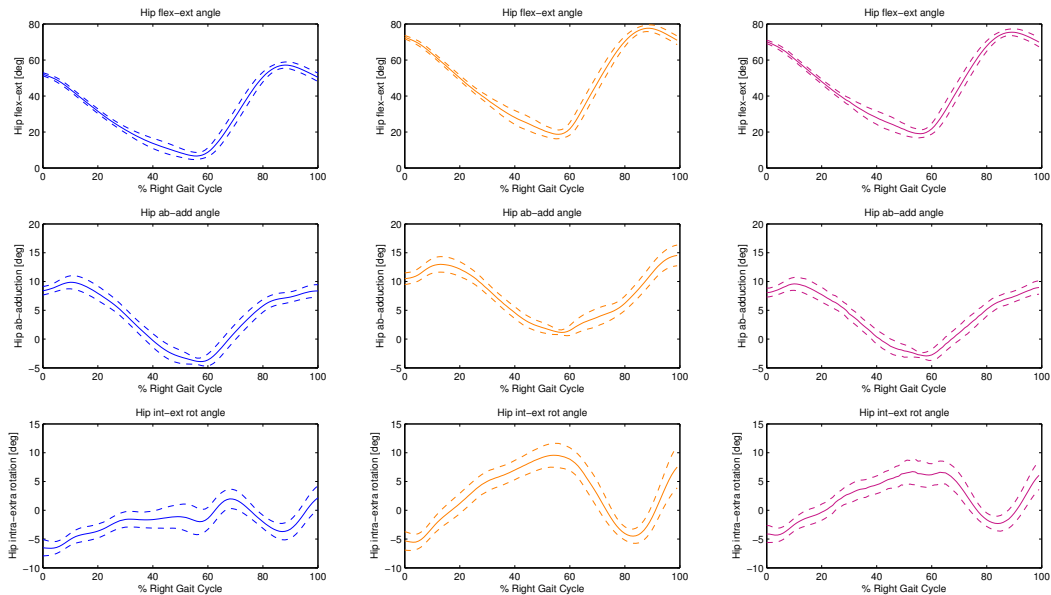 Hip flex−ext angle
Hip flex−ext [deg]
80
60
40
20
0
0 20 40 60 80 100
% Right Gait Cycle
Hip flex−ext angle
Hip flex−ext [deg]
80
60
40
20
0
0 20 40 60 80 100
% Right Gait Cycle
Hip flex−ext angle
Hip flex−ext [deg]
80
60
40
20
0
0 20 40 60 80 100
% Right Gait Cycle
Hip ab−add angle
Hip ab−adduction [deg]
20
15
10
5
0
−5
0 20 40 60 80 100
% Right Gait Cycle
Hip ab−add angle
Hip ab−adduction [deg]
20
15
10
5
0
−5
0 20 40 60 80 100
% Right Gait Cycle
Hip ab−add angle
Hip ab−adduction [deg]
20
15
10
5
0
−5
0 20 40 60 80 100
% Right Gait Cycle
Hip int−ext rot angle
Hip intra−extra rotation [deg]
15
10
5
0
−5
−10
0 20 40 60 80 100
% Right Gait Cycle
Hip int−ext rot angle
Hip intra−extra rotation [deg]
15
10
5
0
−5
−10
0 20 40 60 80 100
% Right Gait Cycle
Hip int−ext rot angle
Hip intra−extra rotation [deg]
15
10
5
0
−5
−10
0 20 40 60 80 100
% Right Gait Cycle